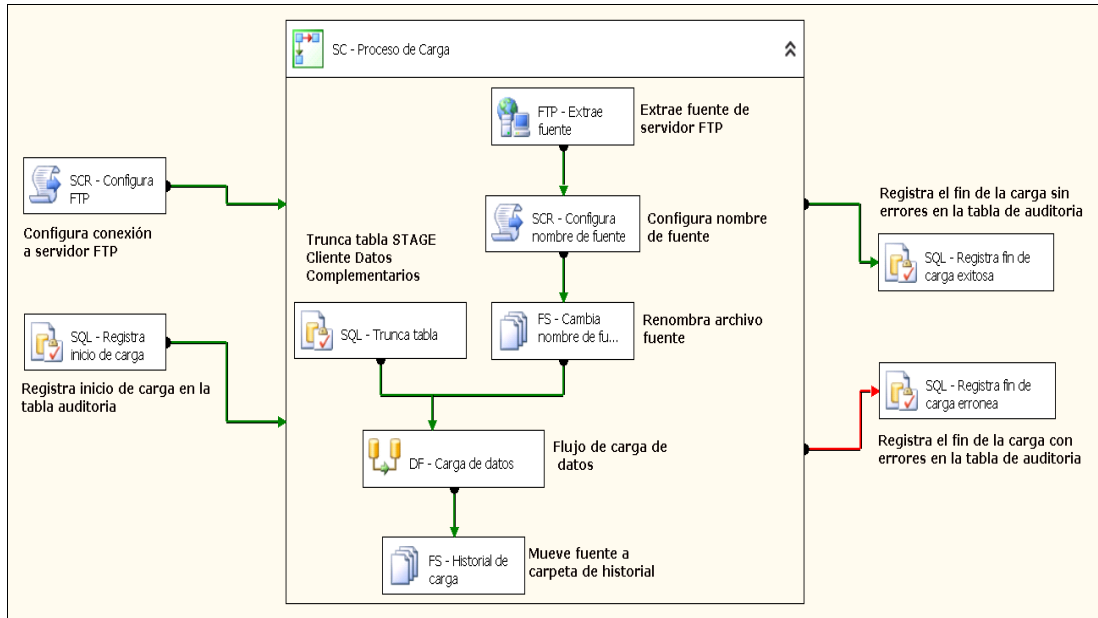 SC - Proceso de Carga
FTP - Extrae
fuente
Extrae fuente de
servidor FTP
SCR - Configura
FTP
Configura conexión
a servidor FTP
SCR - Configura
nombre de fuente
Configura nombre
de fuente
Trunca tabla STAGE
Cliente Datos
Complementarios
SQL - Trunca tabla
FS - Cambia
nombre de fu...
Renombra archivo
fuente
SQL - Registra
inicio de carga
Registra inicio de carga en la
tabla auditoria
DF - Carga de datos
Flujo de carga de
datos
FS - Historial de
carga
Mueve fuente a
carpeta de historial
Registra el fin de la carga sin
errores en la tabla de auditoria
SQL - Registra fin de
carga exitosa
SQL - Registra fin de
carga erronea
Registra el fin de la carga con
errores en la tabla de auditoria